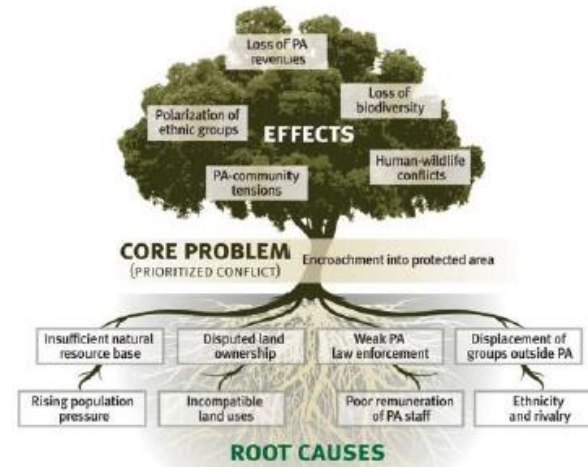 Loss of PA
revenues
Loss of
biodiversity
Polarization of
ethnic groups
EFFECTS
Human-wildlife
conflicts
PA-community
tensions
CORE PROBLEM
(PRIORITIZED CONFLICT)
Encroachment into protected area
Insufficient natural
resource base
Disputed land
ownership
Weak PA
law enforcement
Displacement of
groups outside PA
Rising population
pressure
Incompatible
land uses
Poor remuneration
of PA staff
Ethnicity
and rivalry
ROOT CAUSES